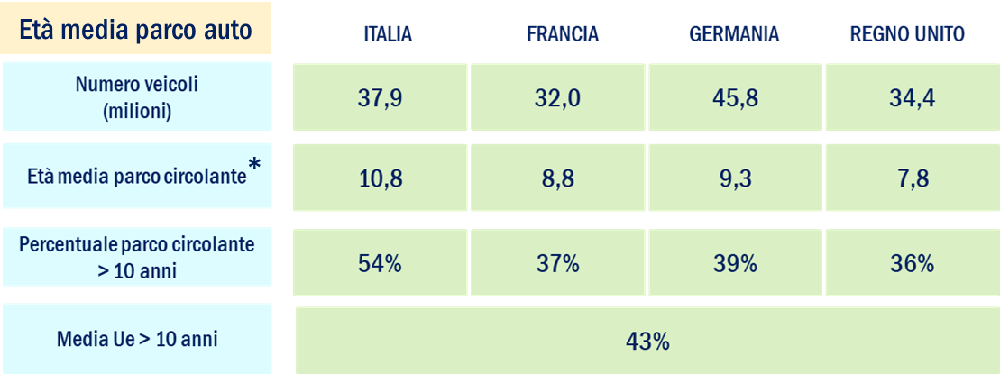 Età media parco auto
ITALIA FRANCIA GERMANIA REGNO UNITO
Numero veicoli
(milioni)
37,9 32,0 45,8 34,4
Età media parco circolante*
10,8 8,8 9,3 7,8
Percentuale parco circolante
> 10 anni
54% 37% 39% 36%
Media Ue > 10 anni
43%